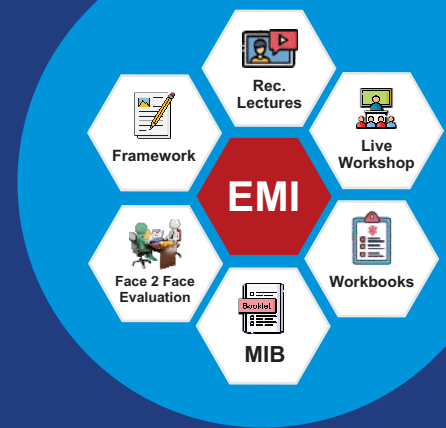 Rec.
Lectures
Framework
Live
Workshop
EMI
Face 2 Face
Evaluation
Workbooks
Booklet
MIB